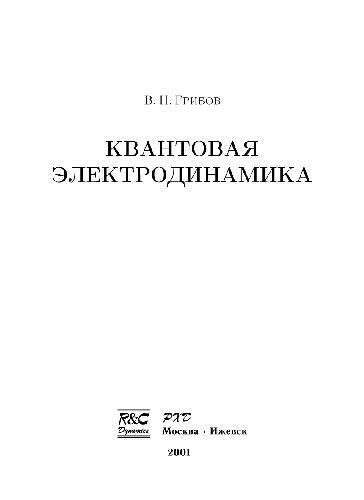 В. Н. Грибов
КВАНТОВАЯ
ЭЛЕКТРОДИНАМИКА
R&C
Dynamics
РХД
Москва · Ижевск
2001